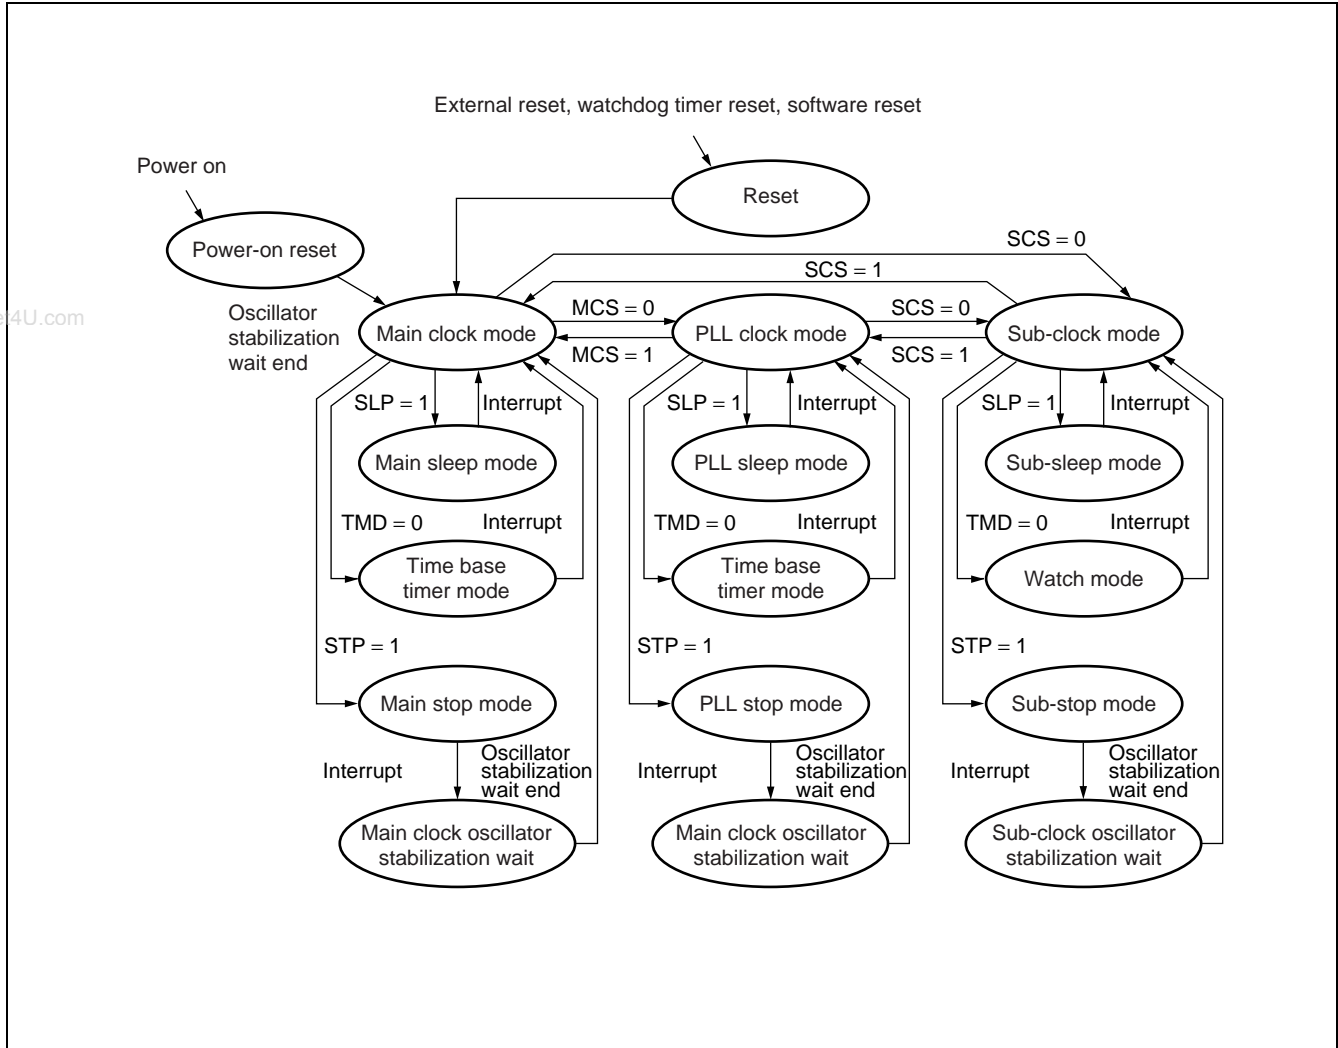 External reset, watchdog timer reset, software reset
Power on
Reset
Power-on reset
SCS = 0
SCS = 1
Oscillator
stabilization
wait end
Main clock mode
MCS = 0
MCS = 1
PLL clock mode
SCS = 0
SCS = 1
Sub-clock mode
SLP = 1
Interrupt
SLP = 1
Interrupt
SLP = 1
Interrupt
Main sleep mode
PLL sleep mode
Sub-sleep mode
TMD = 0
Interrupt
TMD = 0
Interrupt
TMD = 0
Interrupt
Time base
timer mode
Time base
timer mode
Watch mode
STP = 1
STP = 1
STP = 1
Main stop mode
PLL stop mode
Sub-stop mode
Interrupt
Oscillator
stabilization
wait end
Interrupt
Oscillator
stabilization
wait end
Interrupt
Oscillator
stabilization
wait end
Main clock oscillator
stabilization wait
Main clock oscillator
stabilization wait
Sub-clock oscillator
stabilization wait